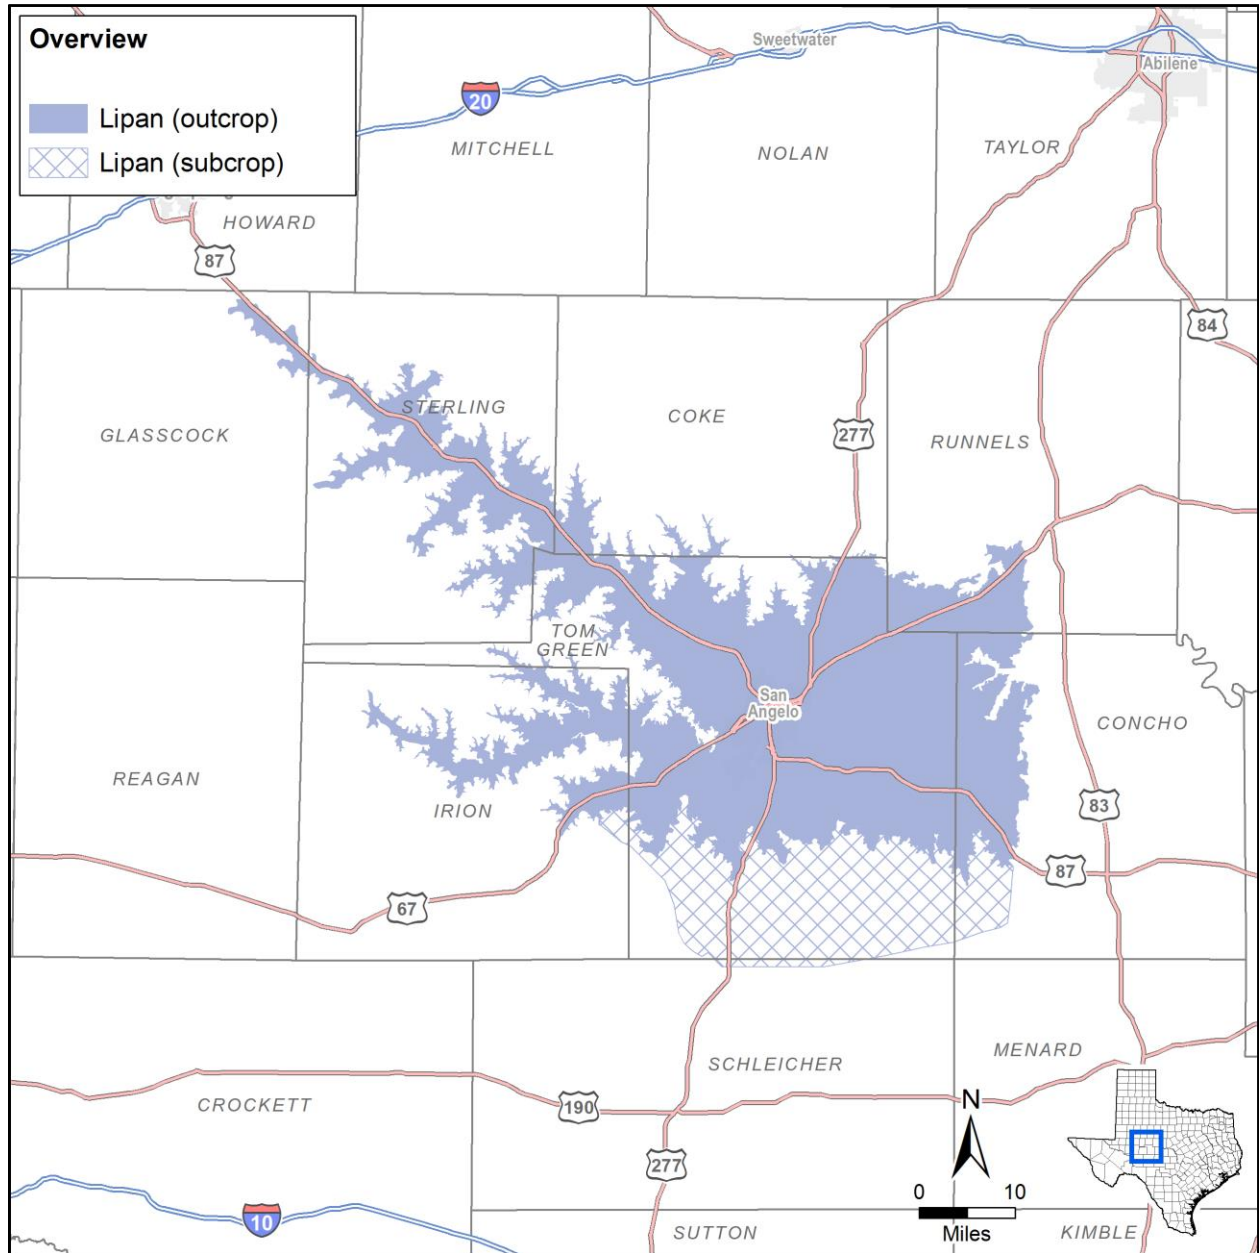 Overview
Lipan (outcrop)
Lipan (subcrop)
Sweetwater
Abilene
20
MITCHELL
NOLAN
TAYLOR
HOWARD
87
84
STERLING
COKE
277
RUNNELS
GLASSCOCK
TOM
GREEN
San
Angelo
CONCHO
REAGAN
IRION
83
87
67
SCHLEICHER
MENARD
CROCKETT
190
N
277
10
0 10
Miles
SUTTON
KIMBLE